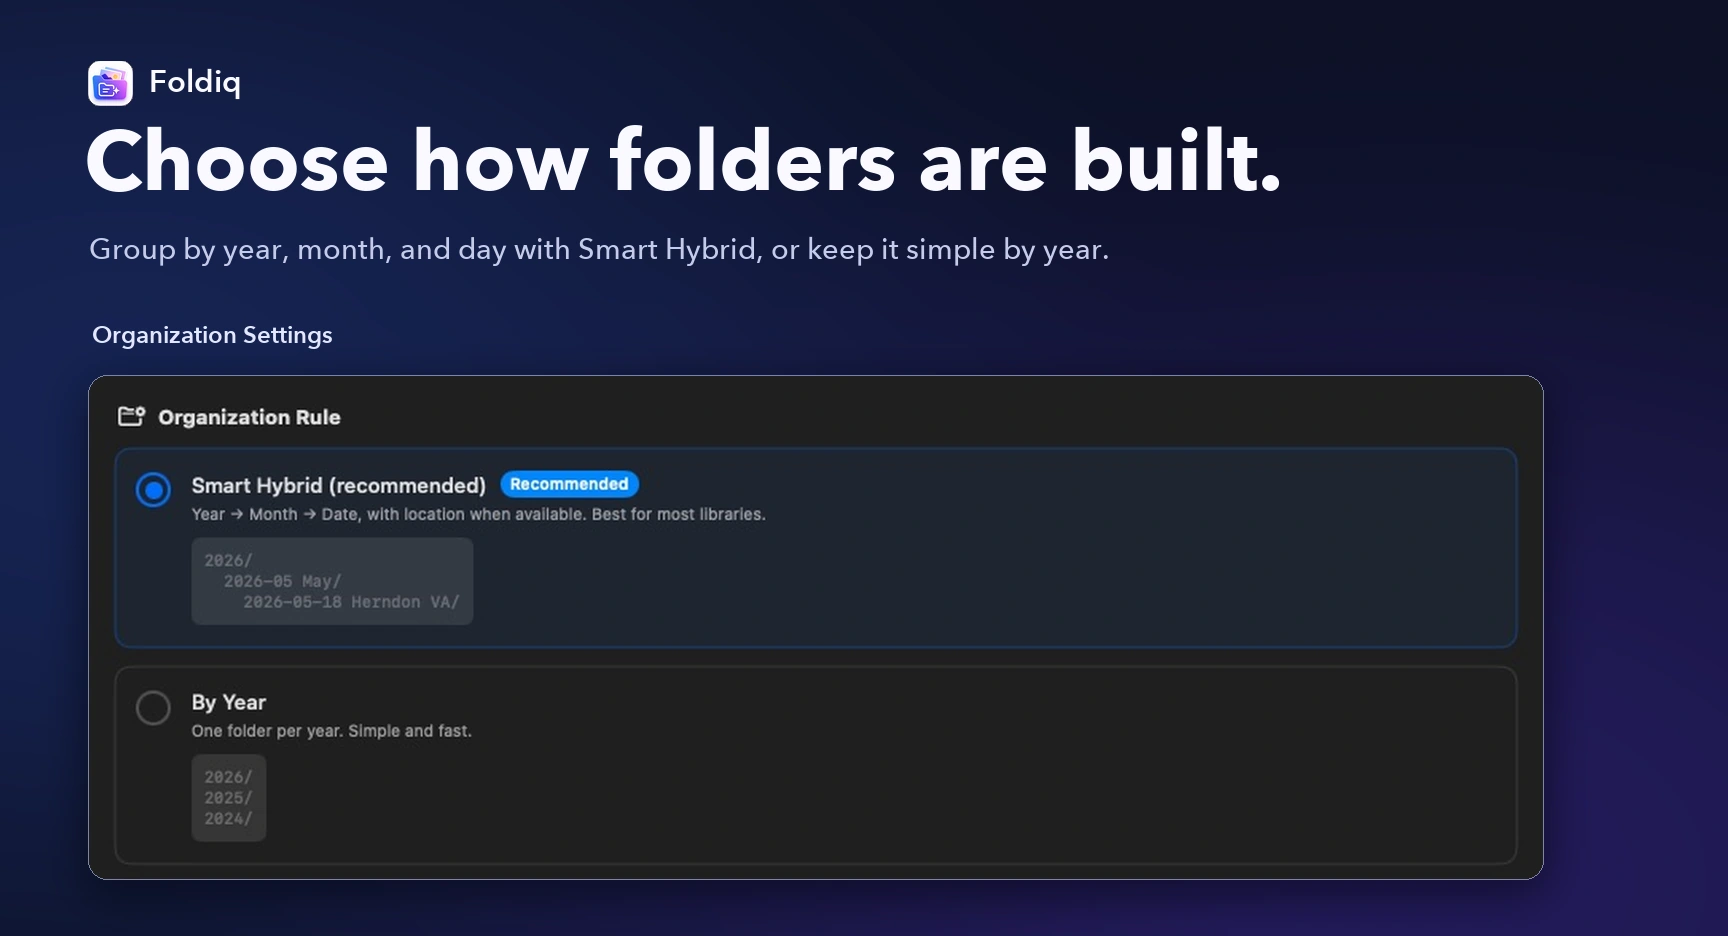 Foldiq
Choose how folders are built.
Group by year, month, and day with Smart Hybrid, or keep it simple by year.
Organization Settings
Organization Rule
Smart Hybrid (recommended) Recommended
Year → Month → Date, with location when available. Best for most libraries.
2026/
2026-05 May/
2026-05-18 Herndon VA/
By Year
One folder per year. Simple and fast.
2026/
2025/
2024/